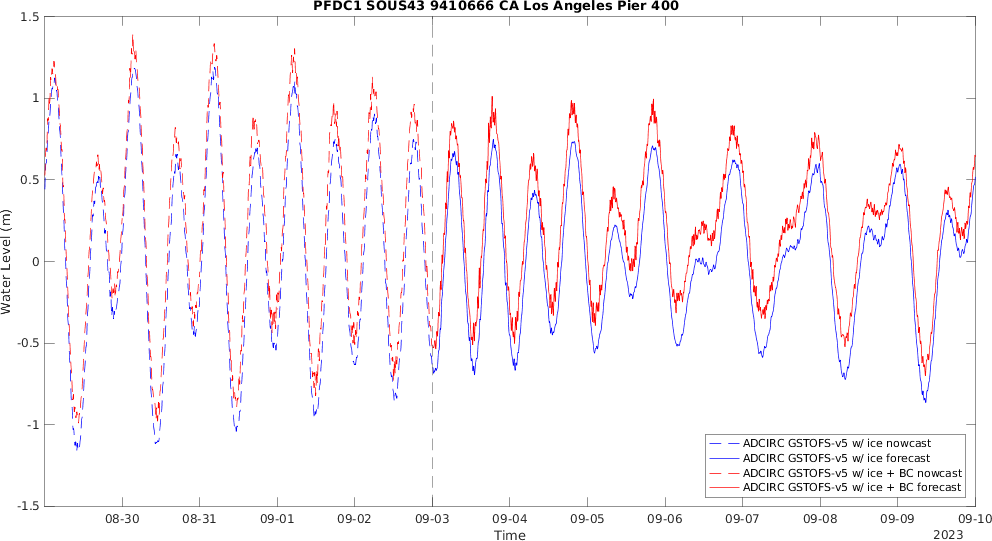 PFDC1 SOUS43 9410666 CA Los Angeles Pier 400
1.5
1
0.5
0
-0.5
-1
-1.5
Water Level (m)
08-30 08-31 09-01 09-02 09-03 09-04 09-05 09-06 09-07 09-08 09-09 09-10
Time
2023
ADCIRC GSTOFS-v5 w/ ice nowcast
ADCIRC GSTOFS-v5 w/ ice forecast
ADCIRC GSTOFS-v5 w/ ice + BC nowcast
ADCIRC GSTOFS-v5 w/ ice + BC forecast